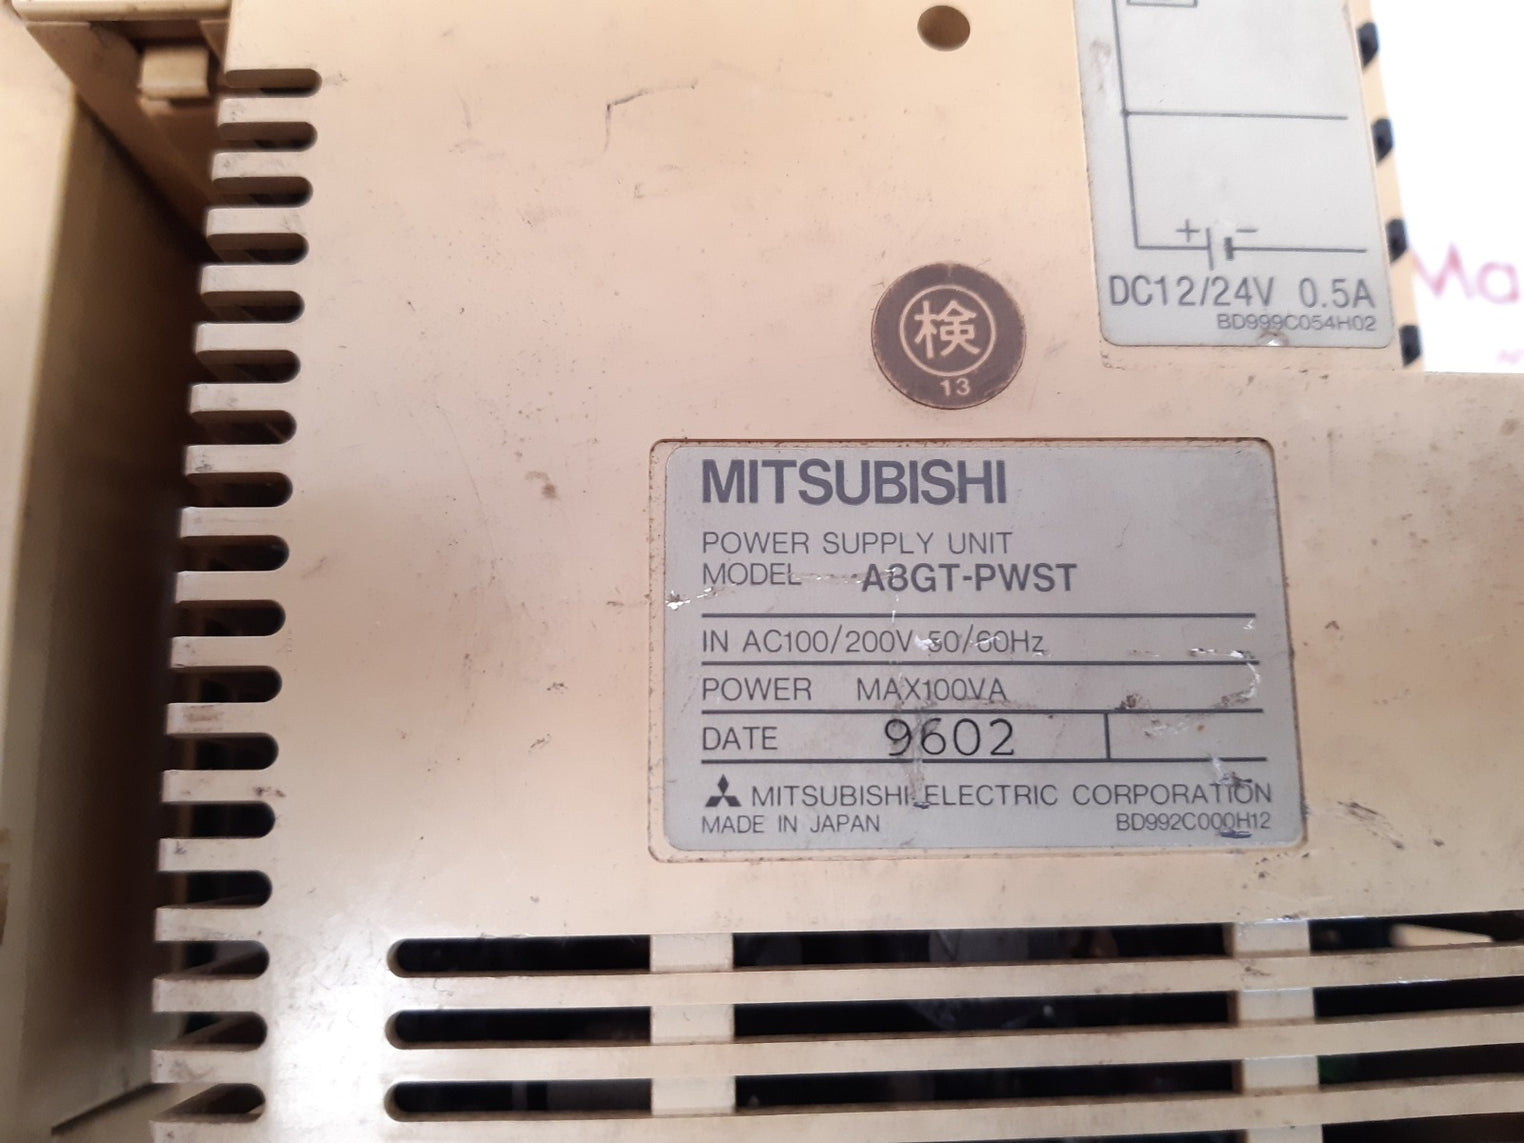 + −
DC12/24V 0.5A
BD999C054H02
検
13
MITSUBISHI
POWER SUPPLY UNIT
MODEL A8GT-PWST
IN AC100/200V 50/60Hz
POWER MAX100VA
DATE 9602
MITSUBISHI ELECTRIC CORPORATION
MADE IN JAPAN BD992C000H12
Ma